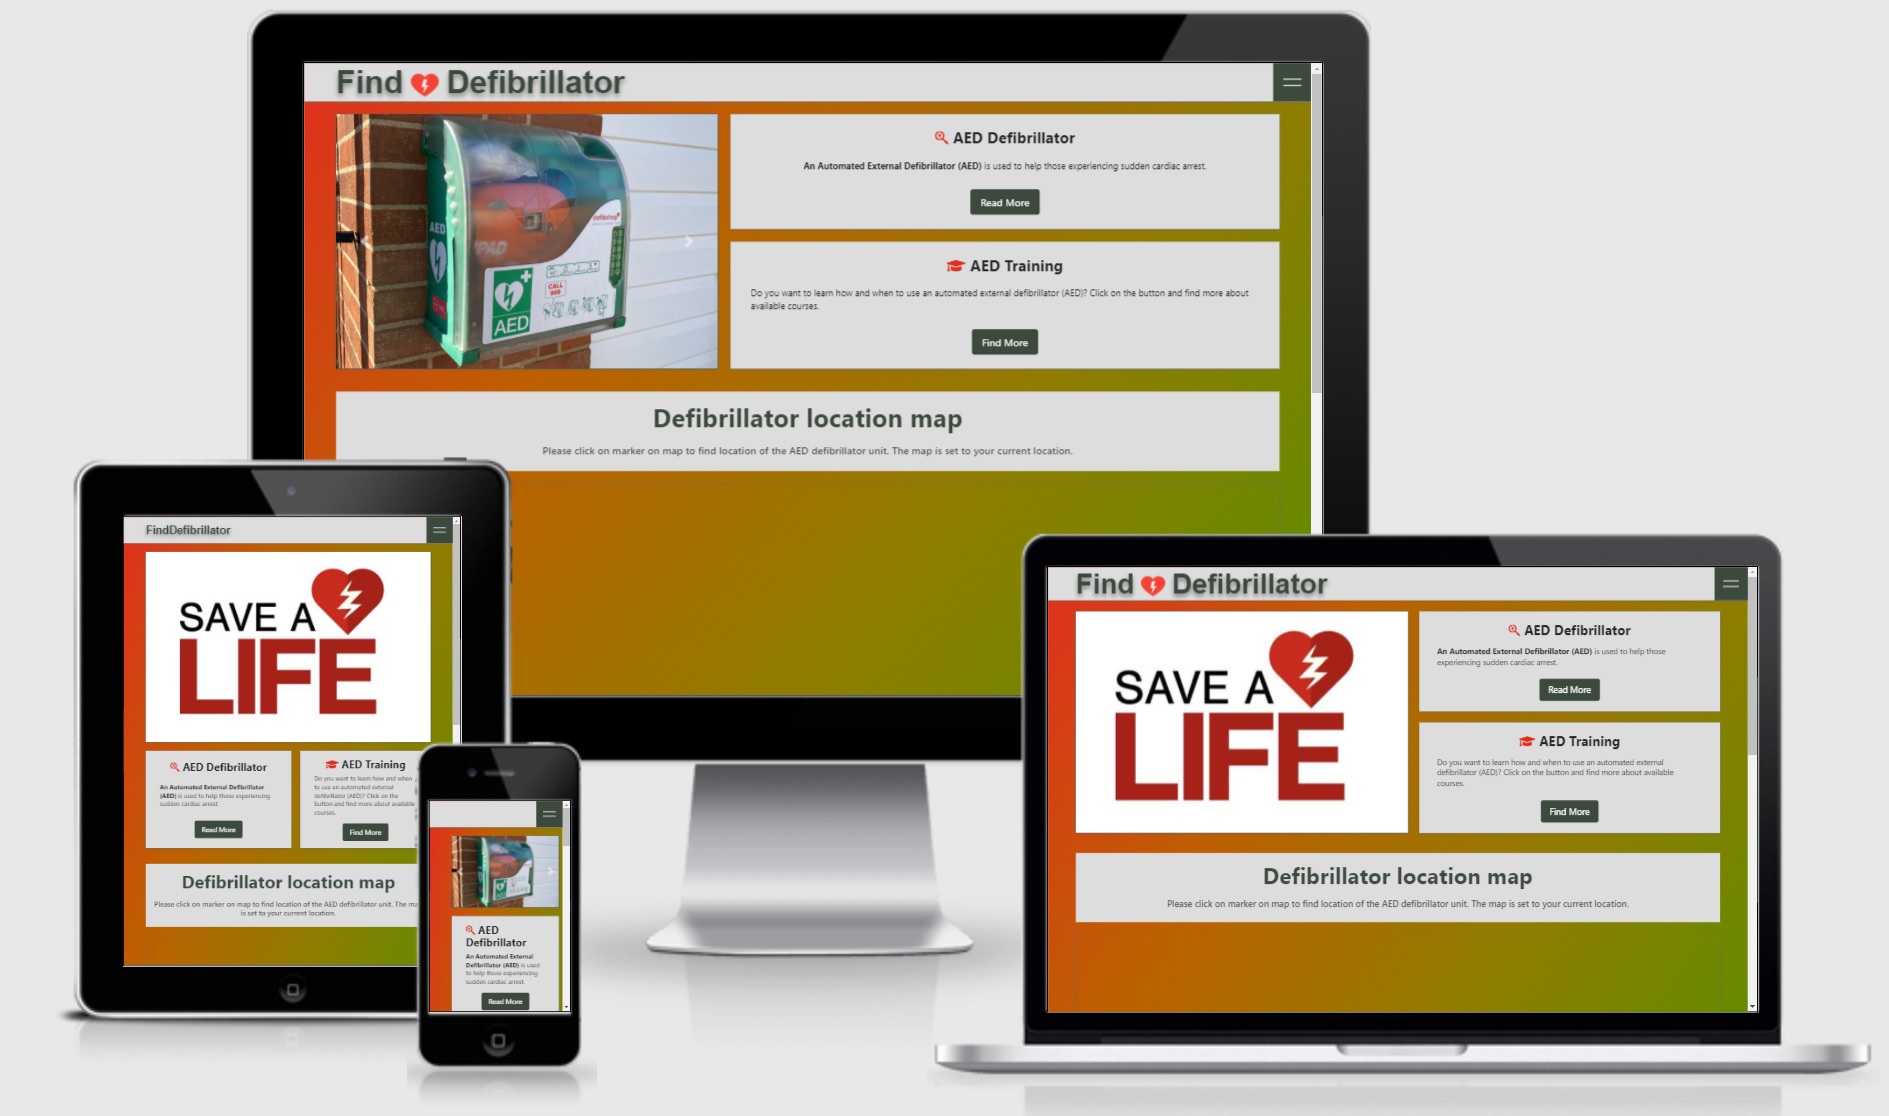 Find Defibrillator
AED Defibrillator
An Automated External Defibrillator (AED) is used to help those experiencing sudden cardiac arrest.
Read More
AED Training
Do you want to learn how and when to use an automated external defibrillator (AED)? Click on the button and find more about
available courses.
Find More
AED
iPAD
defibshop
CALL
999
AED
Defibrillator location map
Please click on marker on map to find location of the AED defibrillator unit. The map is set to your current location.
FindDefibrillator
SAVE A
LIFE
AED Defibrillator
An Automated External Defibrillator
(AED) is used to help those experiencing
sudden cardiac arrest.
Read More
AED Training
Do you want to learn how and when
to use an automated external
defibrillator (AED)? Click on the
button and find more about available
courses.
Find More
Defibrillator location map
Please click on marker on map to find location of the AED defibrillator unit. The
is set to your current location.
AED
Defibrillator
An Automated External
Defibrillator (AED) is used
to help those experiencing
sudden cardiac arrest.
Read More
Find Defibrillator
SAVE A
LIFE
AED Defibrillator
An Automated External Defibrillator (AED) is used to help those
experiencing sudden cardiac arrest.
Read More
AED Training
Do you want to learn how and when to use an automated external
defibrillator (AED)? Click on the button and find more about available
courses.
Find More
Defibrillator location map
Please click on marker on map to find location of the AED defibrillator unit. The map is set to your current location.